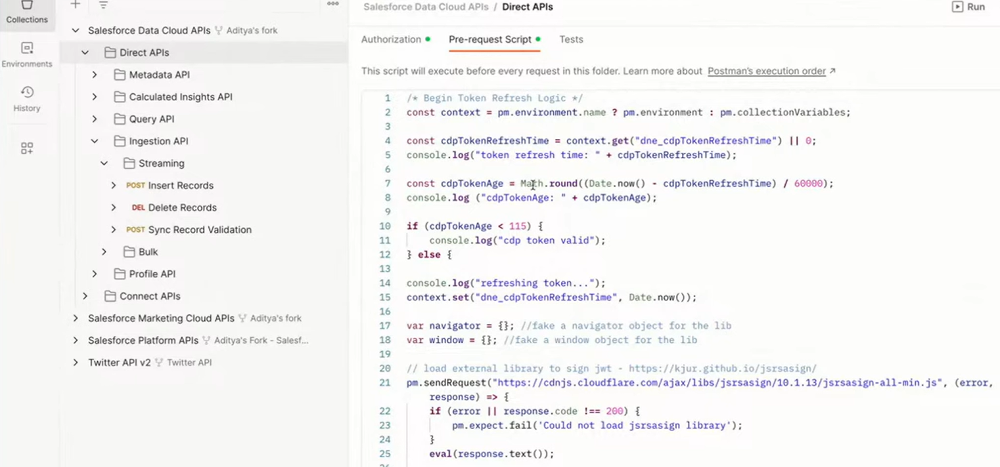 Collections
Environments
History
Salesforce Data Cloud APIs Aditya's fork
Direct APIs
Metadata API
Calculated Insights API
Query API
Ingestion API
Streaming
POST Insert Records
DEL Delete Records
POST Sync Record Validation
Bulk
Profile API
Connect APIs
Salesforce Marketing Cloud APIs Aditya's fork
Salesforce Platform APIs Aditya's Fork - Salesf...
Twitter API v2 Twitter API
Salesforce Data Cloud APIs / Direct APIs
Run
Authorization Pre-request Script Tests
This script will execute before every request in this folder. Learn more about Postman's execution order ↗
1 /* Begin Token Refresh Logic */
2 const context = pm.environment.name ? pm.environment : pm.collectionVariables;
3
4 const cdpTokenRefreshTime = context.get("dne_cdpTokenRefreshTime") || 0;
5 console.log("token refresh time: " + cdpTokenRefreshTime);
6
7 const cdpTokenAge = Math.round((Date.now() - cdpTokenRefreshTime) / 60000);
8 console.log ("cdpTokenAge: " + cdpTokenAge);
9
10 if (cdpTokenAge < 115) {
11 console.log("cdp token valid");
12 } else {
13
14 console.log("refreshing token...");
15 context.set("dne_cdpTokenRefreshTime", Date.now());
16
17 var navigator = {}; //fake a navigator object for the lib
18 var window = {}; //fake a window object for the lib
19
20 // load external library to sign jwt - https://kjur.github.io/jsrsasign/
21 pm.sendRequest("https://cdnjs.cloudflare.com/ajax/libs/jsrsasign/10.1.13/jsrsasign-all-min.js", (error,
response) => {
22 if (error || response.code !== 200) {
23 pm.expect.fail('Could not load jsrsasign library');
24 }
25 eval(response.text());